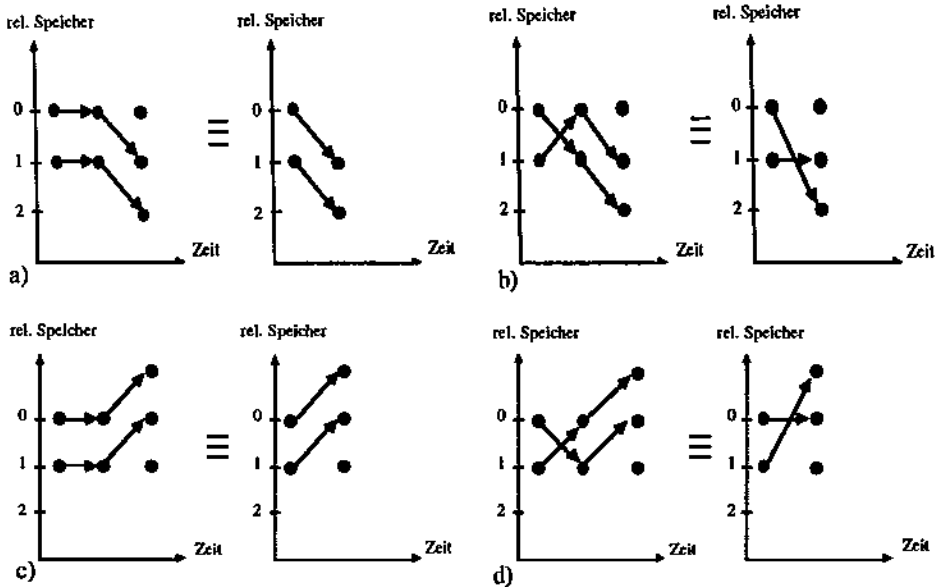 rel. Speicher
0
1
2
Zeit
a)
≡
0
1
2
Zeit
rel. Speicher
rel. Speicher
0
1
2
Zeit
b)
≡
rel. Speicher
0
1
2
Zeit
rel. Speicher
0
1
2
Zeit
c)
≡
rel. Speicher
0
1
2
Zeit
rel. Speicher
0
1
2
Zeit
d)
≡
rel. Speicher
0
1
2
Zeit